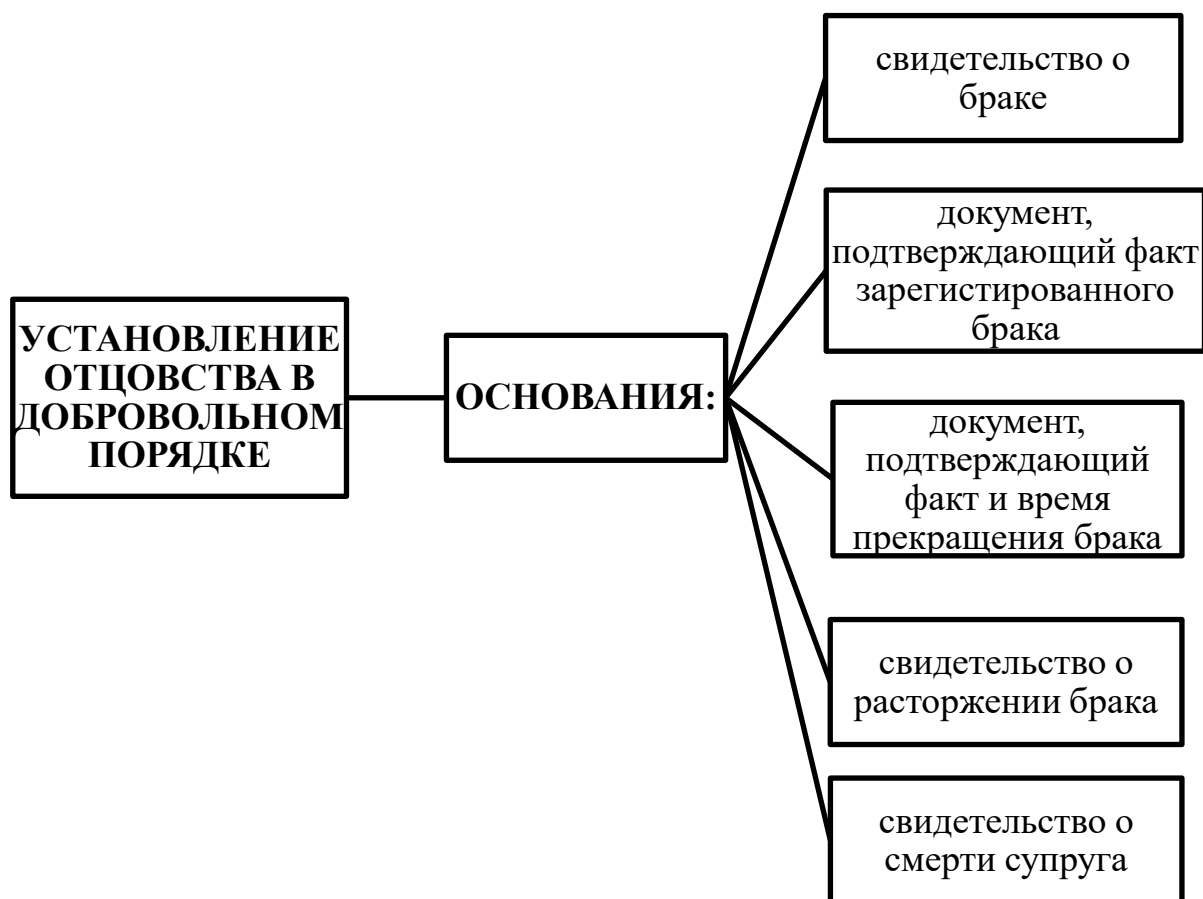 УСТАНОВЛЕНИЕ
ОТЦОВСТВА В
ДОБРОВОЛЬНОМ
ПОРЯДКЕ
ОСНОВАНИЯ:
свидетельство о
браке
документ,
подтверждающий факт
зарегистированного
брака
документ,
подтверждающий
факт и время
прекращения брака
свидетельство о
расторжении брака
свидетельство о
смерти супруга